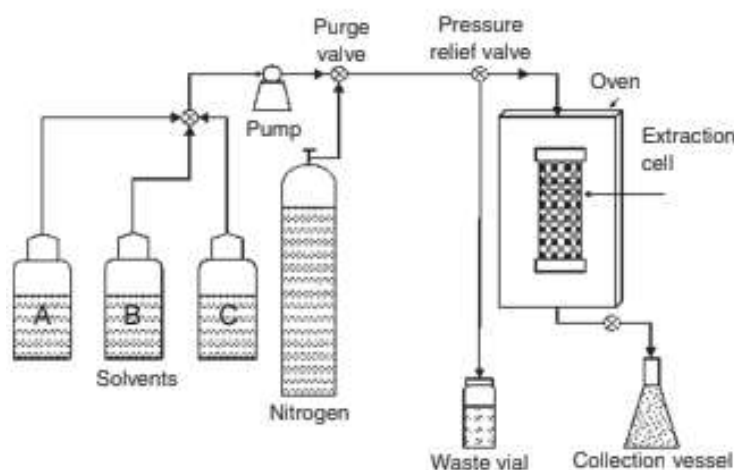 Purge
valve
Pressure
relief valve
Oven
Pump
Extraction
cell
A
B
C
Solvents
Nitrogen
Waste vial
Collection vessel